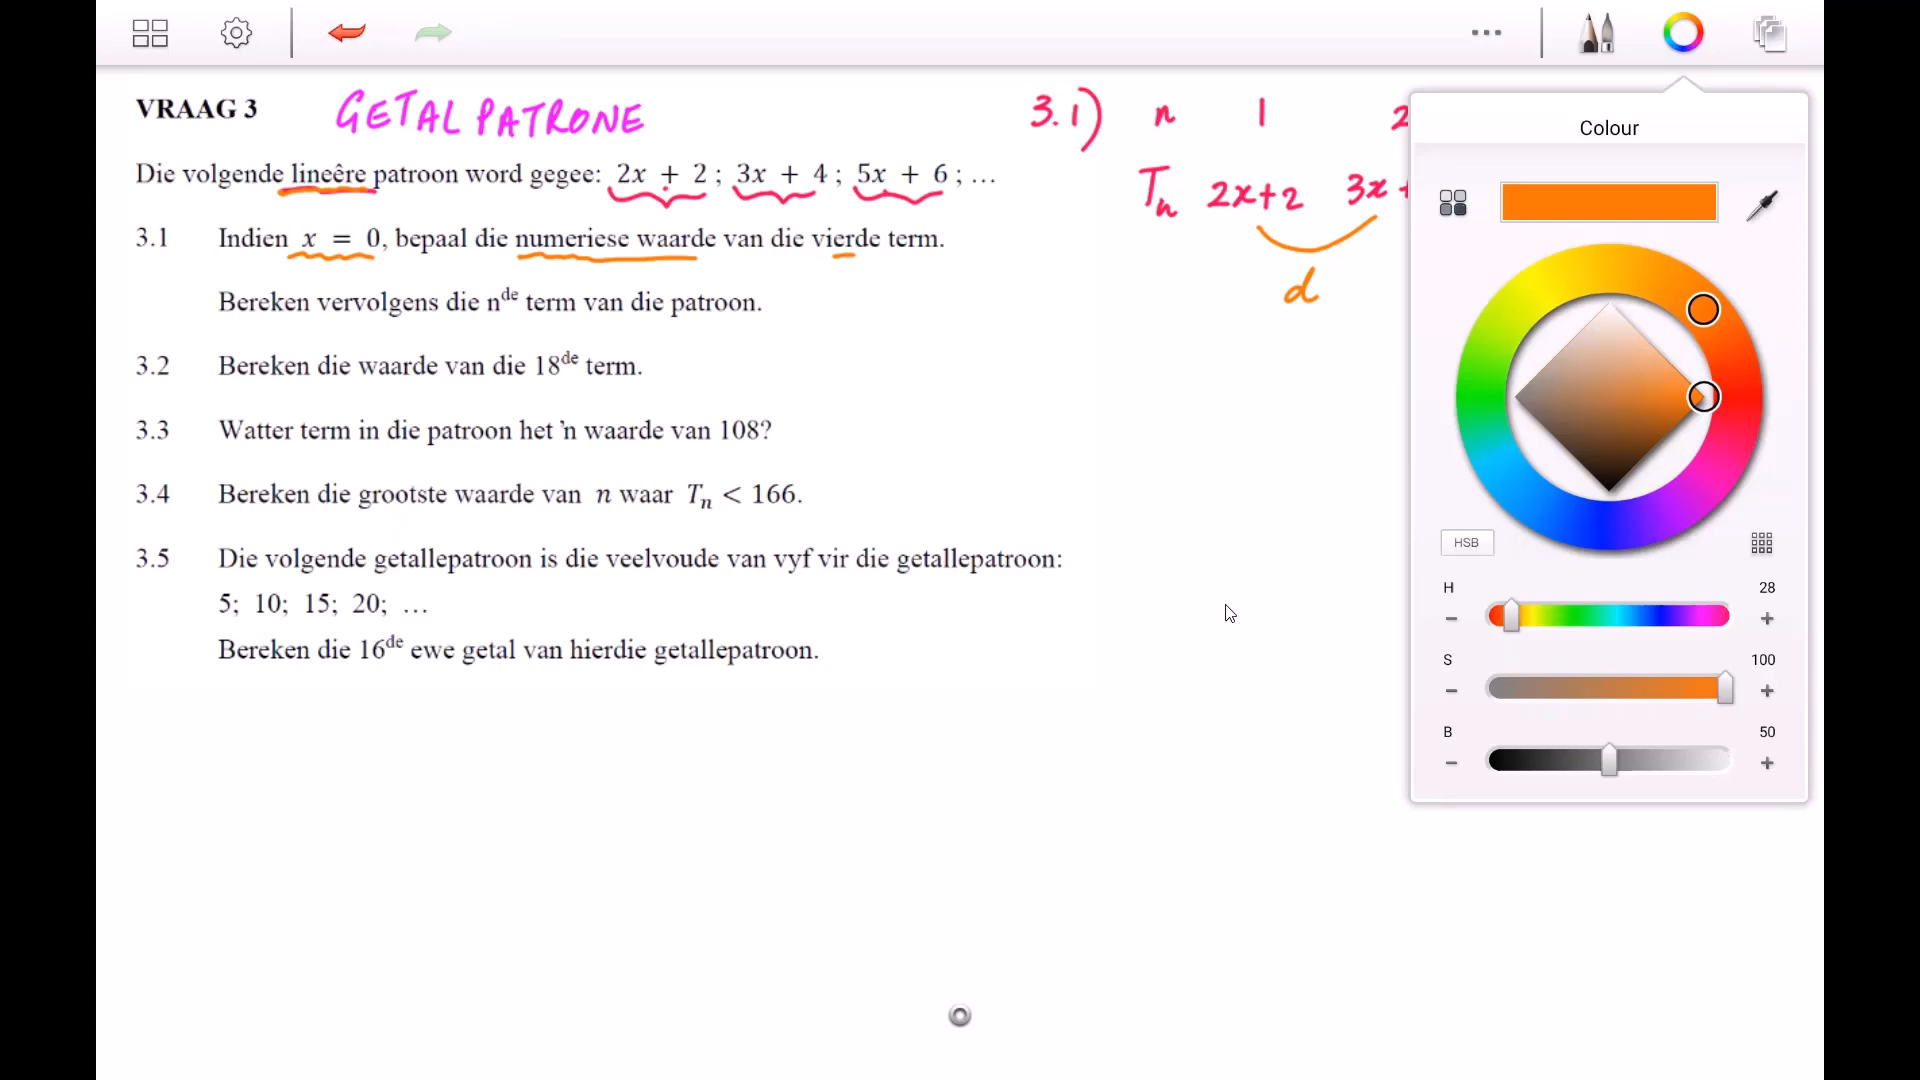 VRAAG 3 GETAL PATRONE
Die volgende lineêre patroon word gegee: 2x + 2 ; 3x + 4 ; 5x + 6 ; …
3.1 Indien x = 0, bepaal die numeriese waarde van die vierde term.
Bereken vervolgens die nde term van die patroon.
3.2 Bereken die waarde van die 18de term.
3.3 Watter term in die patroon het 'n waarde van 108?
3.4 Bereken die grootste waarde van n waar Tn < 166.
3.5 Die volgende getallepatroon is die veelvoude van vyf vir die getallepatroon:
5; 10; 15; 20; …
Bereken die 16de ewe getal van hierdie getallepatroon.
3.1) n 1 2
Tn 2x+2 3x+
d
Colour
HSB
H 28
S 100
B 50